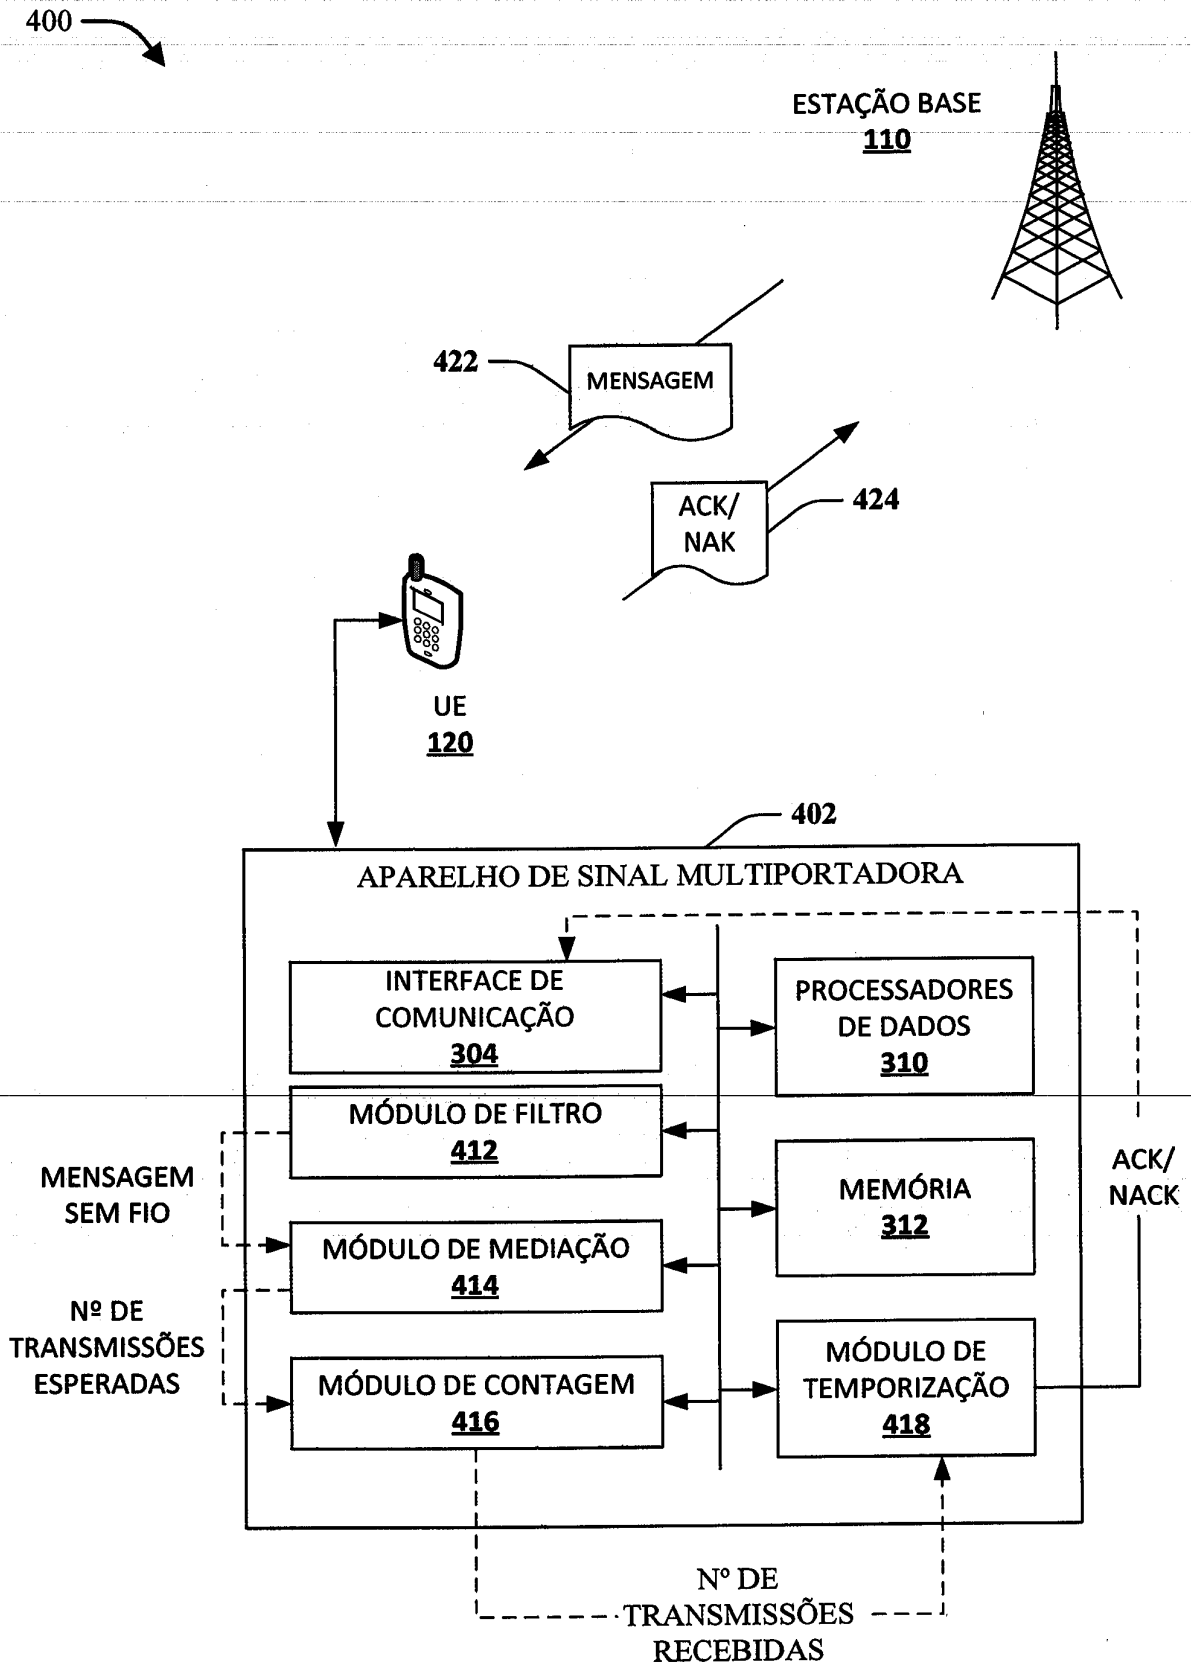 400
ESTAÇÃO BASE
110
422
MENSAGEM
ACK/
NAK
424
UE
120
402
APARELHO DE SINAL MULTIPORTADORA
INTERFACE DE
COMUNICAÇÃO
304
PROCESSADORES
DE DADOS
310
MÓDULO DE FILTRO
412
MENSAGEM
SEM FIO
MEMÓRIA
312
ACK/
NACK
MÓDULO DE MEDIAÇÃO
414
Nº DE
TRANSMISSÕES
ESPERADAS
MÓDULO DE CONTAGEM
416
MÓDULO DE
TEMPORIZAÇÃO
418
Nº DE
TRANSMISSÕES
RECEBIDAS